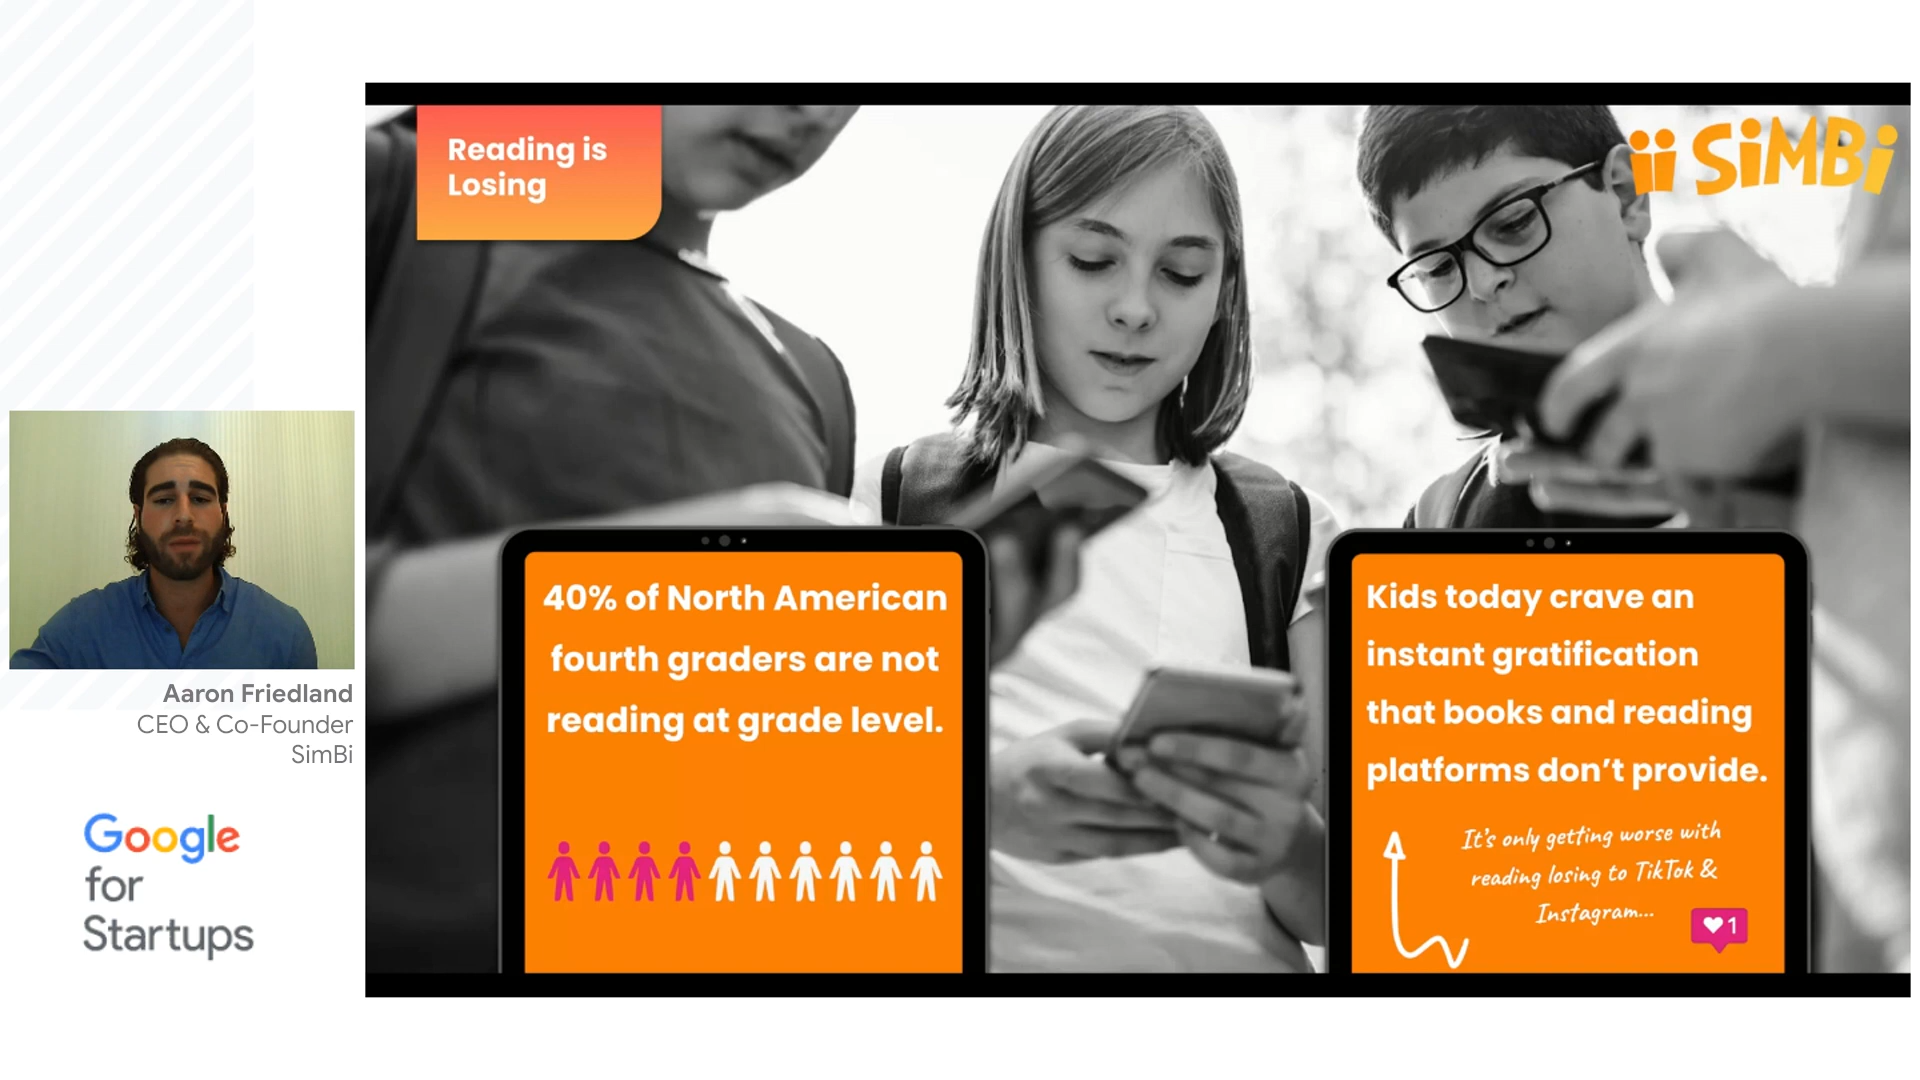 Reading is
Losing
SiMBi
40% of North American
fourth graders are not
reading at grade level.
Kids today crave an
instant gratification
that books and reading
platforms don't provide.
It's only getting worse with
reading losing to TikTok &
Instagram...
1
Aaron Friedland
CEO & Co-Founder
SimBi
Google
for
Startups